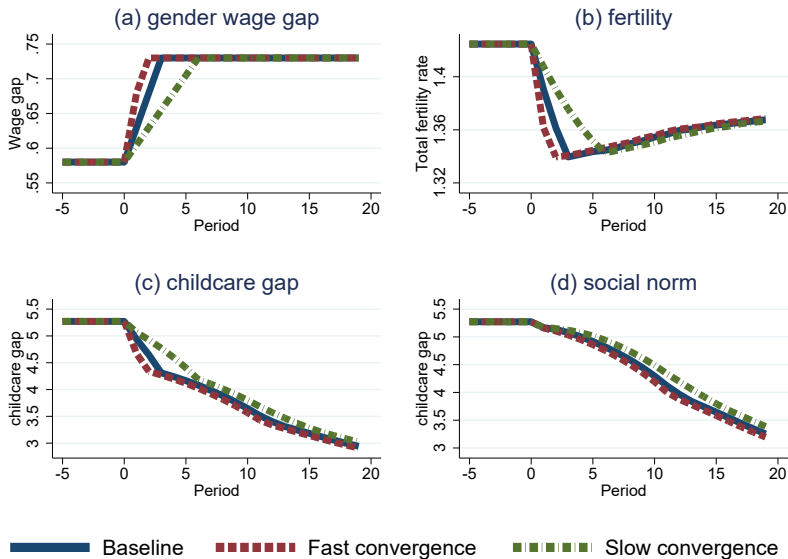 (a) gender wage gap
Wage gap
.75
.7
.65
.6
.55
-5 0 5 10 15 20
Period
(b) fertility
Total fertility rate
1.4
1.36
1.32
-5 0 5 10 15 20
Period
(c) childcare gap
childcare gap
5.5
5
4.5
4
3.5
3
-5 0 5 10 15 20
Period
(d) social norm
childcare gap
5.5
5
4.5
4
3.5
3
-5 0 5 10 15 20
Period
Baseline Fast convergence Slow convergence